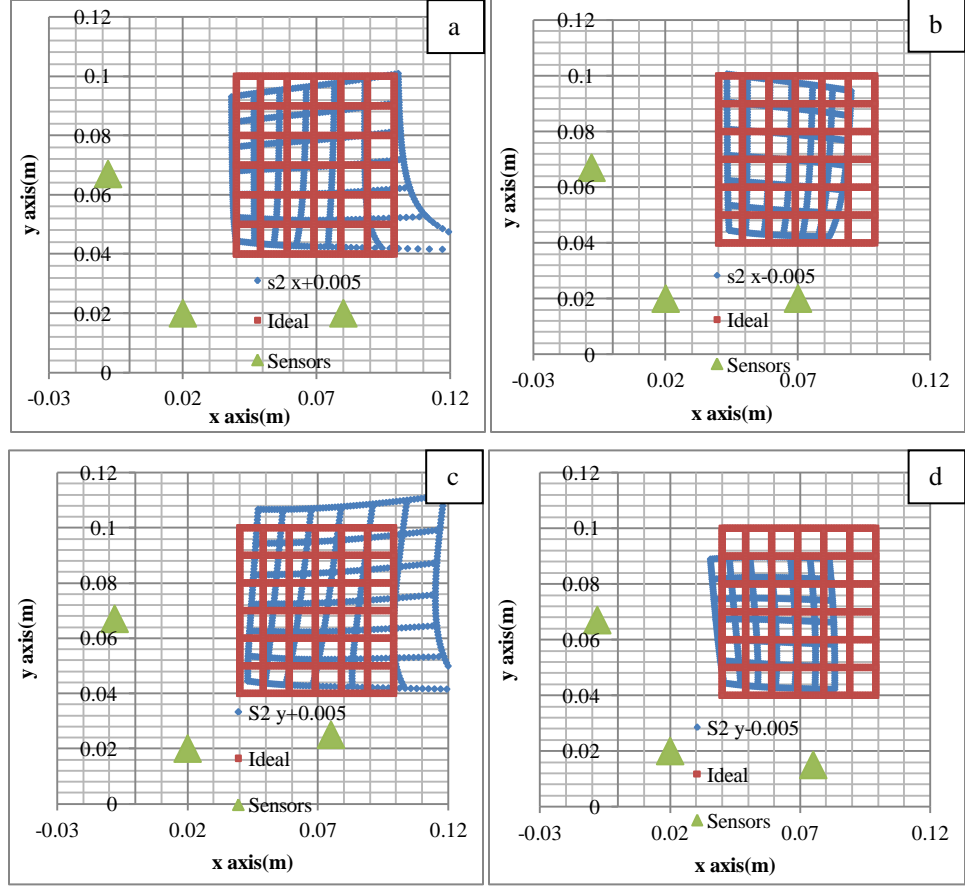 a
0.12
0.1
0.08
0.06
0.04
0.02
0
y axis(m)
s2 x+0.005
Ideal
Sensors
-0.03 0.02 0.07 0.12
x axis(m)
b
0.12
0.1
0.08
0.06
0.04
0.02
0
y axis(m)
s2 x-0.005
Ideal
Sensors
-0.03 0.02 0.07 0.12
x axis(m)
c
0.12
0.1
0.08
0.06
0.04
0.02
0
y axis(m)
S2 y+0.005
Ideal
Sensors
-0.03 0.02 0.07 0.12
x axis(m)
d
0.12
0.1
0.08
0.06
0.04
0.02
0
y axis(m)
S2 y-0.005
Ideal
Sensors
-0.03 0.02 0.07 0.12
x axis(m)